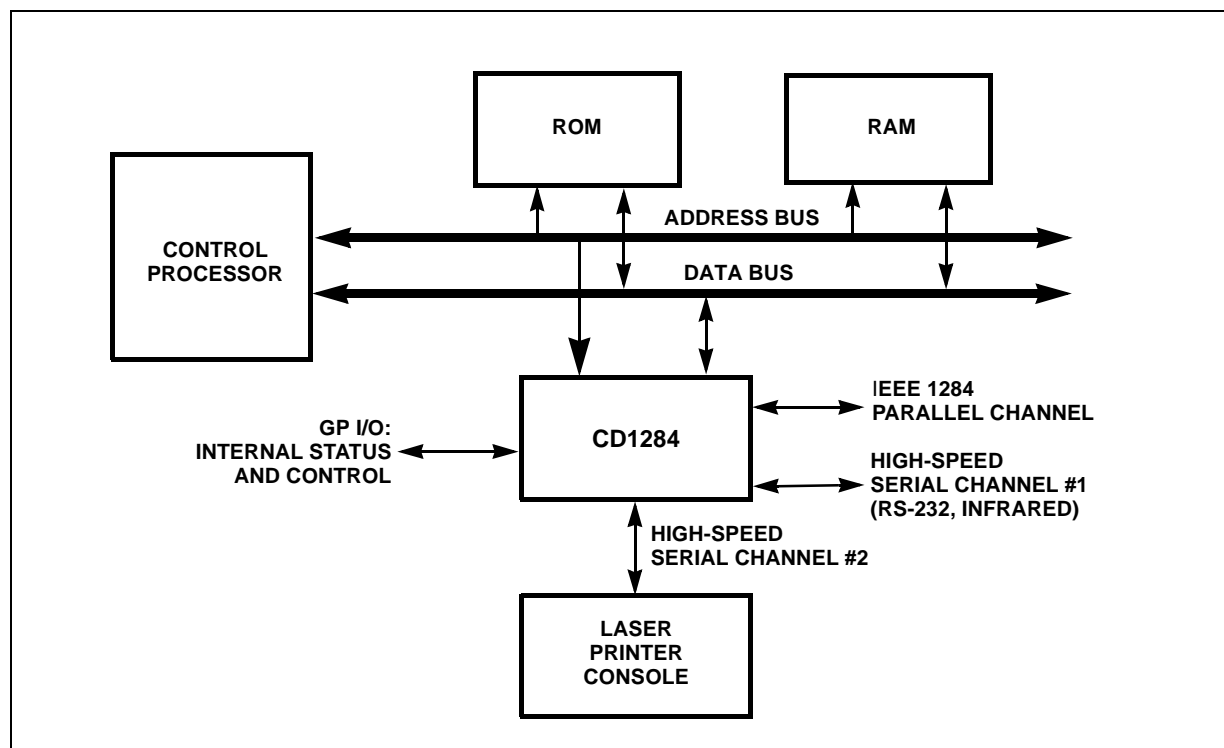 ROM
RAM
ADDRESS BUS
CONTROL
PROCESSOR
DATA BUS
CD1284
IEEE 1284
PARALLEL CHANNEL
GP I/O:
INTERNAL STATUS
AND CONTROL
HIGH-SPEED
SERIAL CHANNEL #1
(RS-232, INFRARED)
HIGH-SPEED
SERIAL CHANNEL #2
LASER
PRINTER
CONSOLE